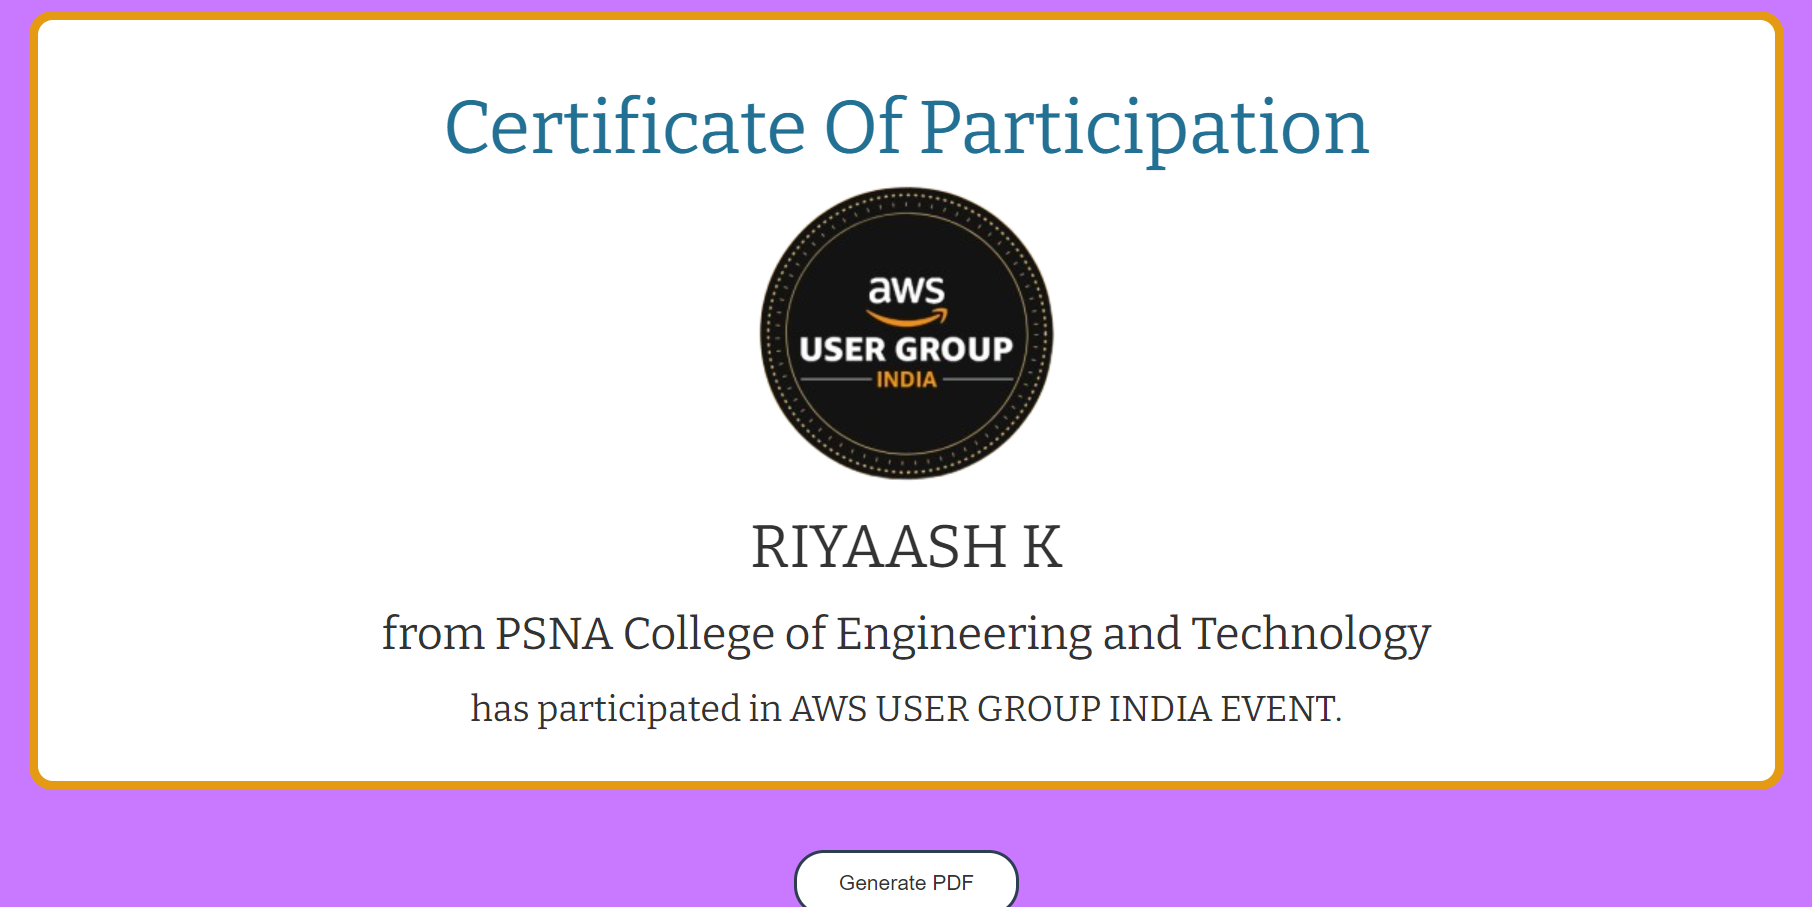 Certificate Of Participation
aws
USER GROUP
INDIA
RIYAASH K
from PSNA College of Engineering and Technology
has participated in AWS USER GROUP INDIA EVENT.
Generate PDF